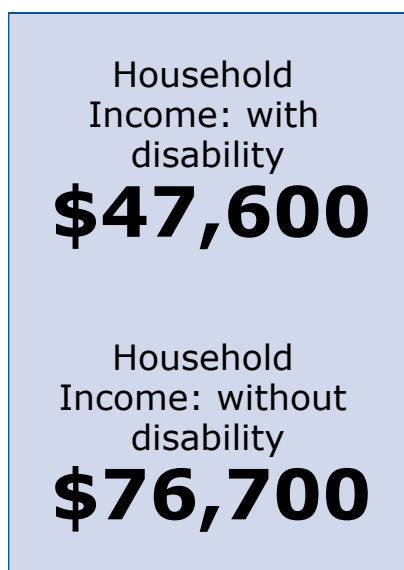 Household
Income: with
disability
$47,600
Household
Income: without
disability
$76,700